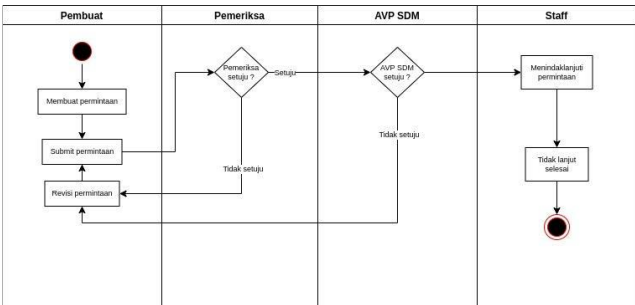 Pembuat
Pemeriksa
AVP SDM
Staff
Membuat permintaan
Submit permintaan
Revisi permintaan
Pemeriksa
setuju ?
Setuju
Tidak setuju
AVP SDM
setuju ?
Tidak setuju
Menindaklanjuti
permintaan
Tidak lanjut
selesai